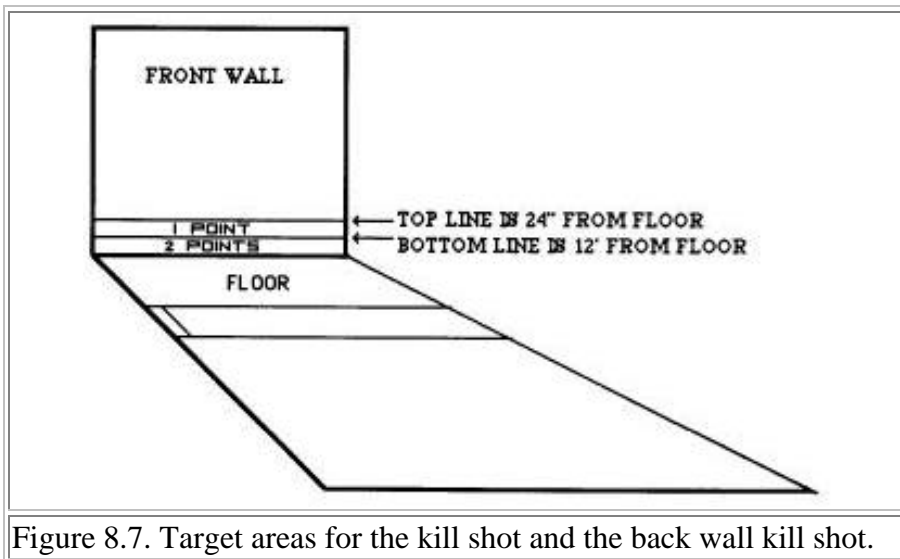 FRONT WALL
TOP LINE IS 24" FROM FLOOR
1 POINT
BOTTOM LINE IS 12' FROM FLOOR
2 POINTS
FLOOR
Figure 8.7. Target areas for the kill shot and the back wall kill shot.